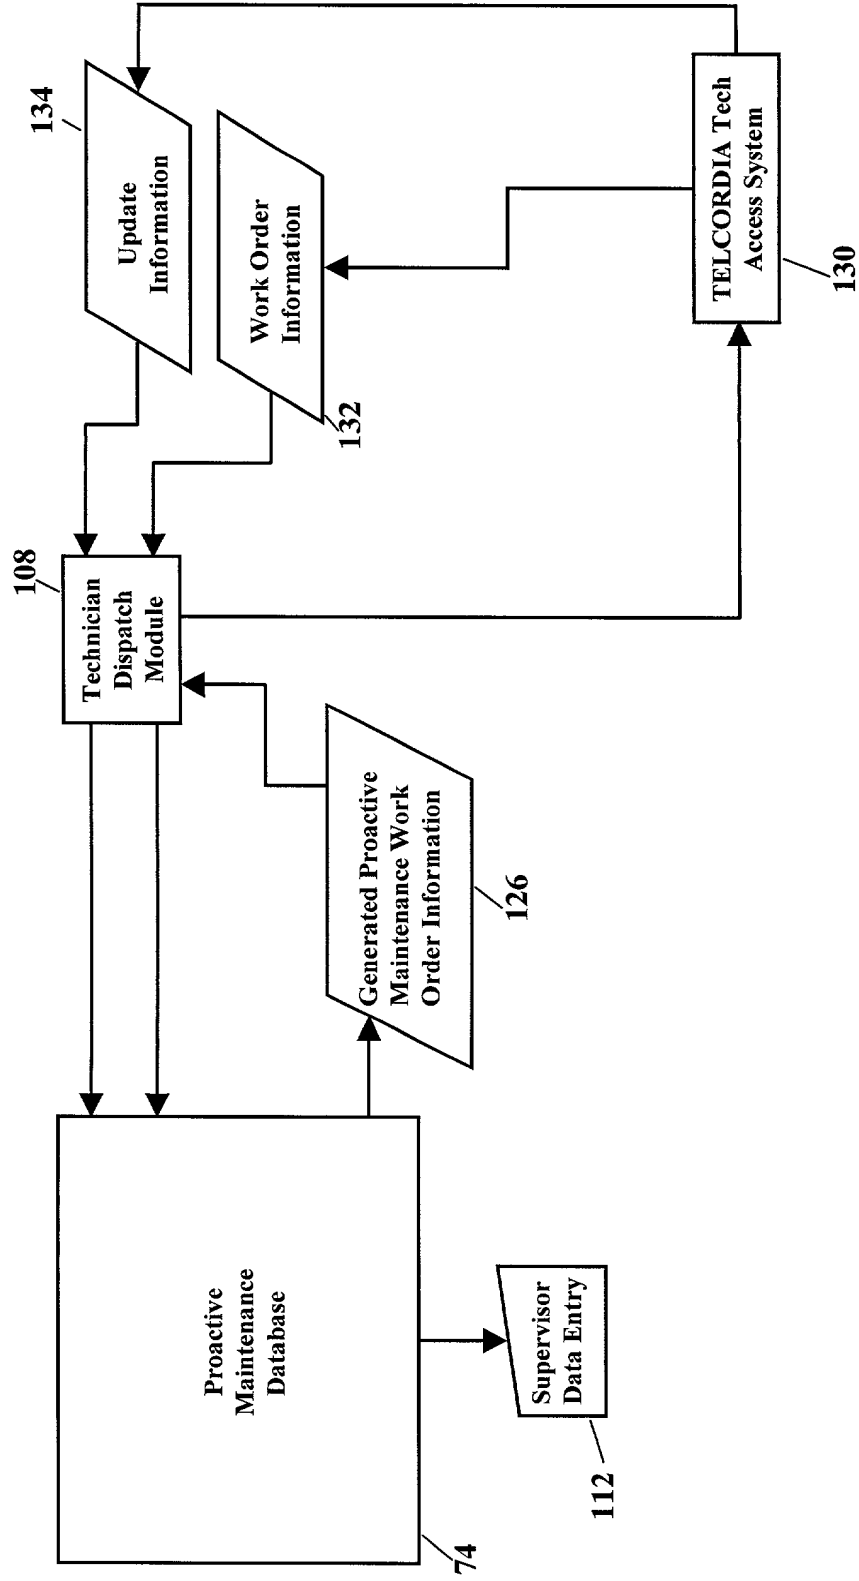 74
Proactive
Maintenance
Database
112
Supervisor
Data Entry
Generated Proactive
Maintenance Work
Order Information
126
108
Technician
Dispatch
Module
134
Update
Information
132
Work Order
Information
TELCORDIA Tech
Access System
130